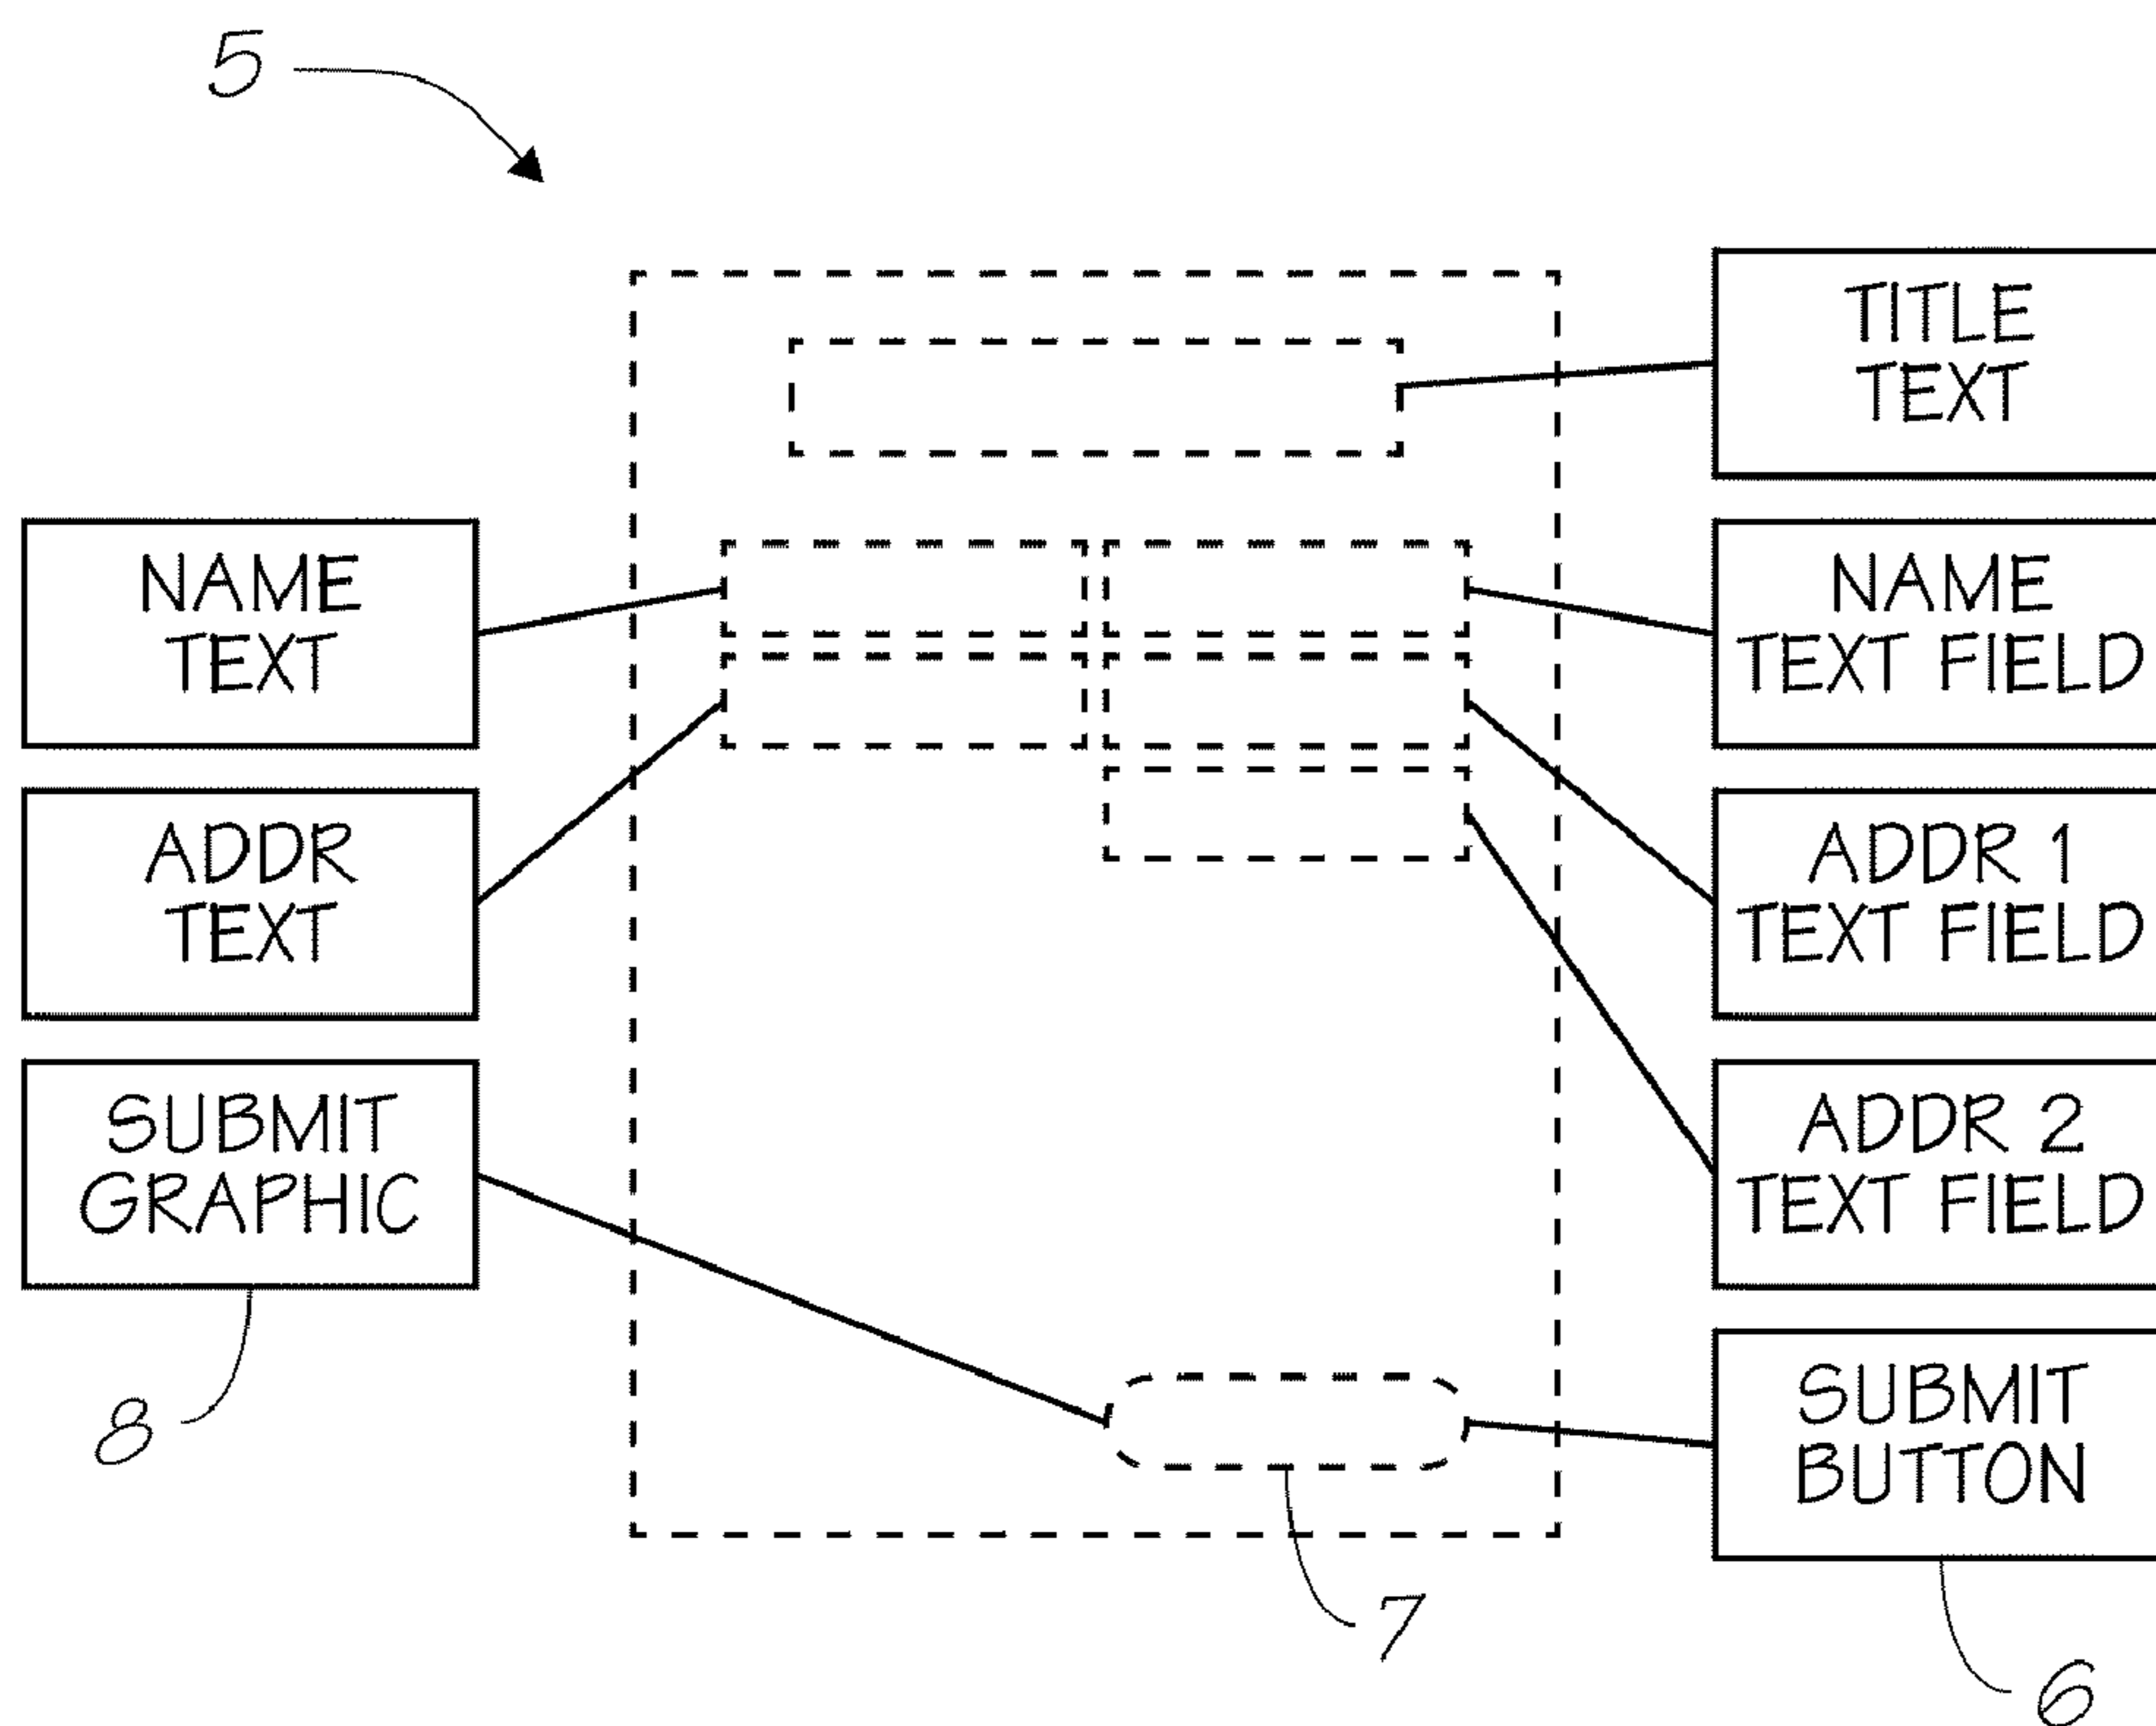 5
TITLE
TEXT
NAME
TEXT
NAME
TEXT FIELD
ADDR
TEXT
ADDR 1
TEXT FIELD
SUBMIT
GRAPHIC
ADDR 2
TEXT FIELD
SUBMIT
BUTTON
8
7
6